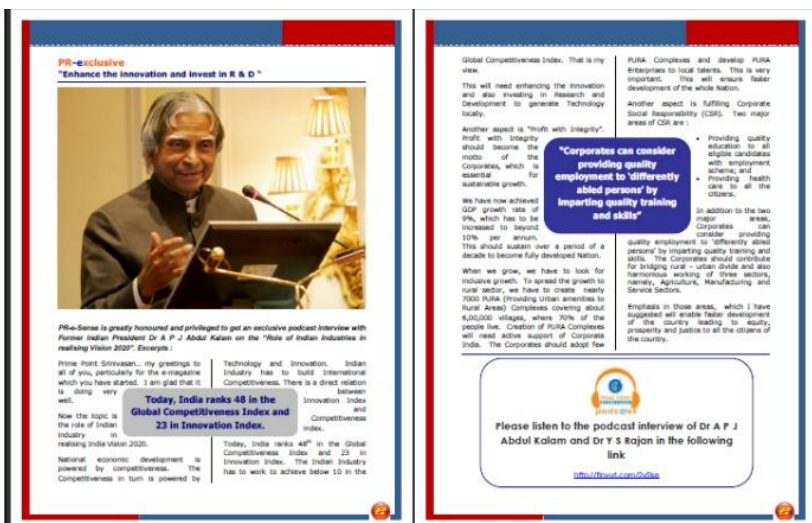 PR-exclusive
"Enhance the innovation and invest in R & D "
PR-e-Sense is greatly honoured and privileged to get an exclusive podcast interview with
Former Indian President Dr A P J Abdul Kalam on the "Role of Indian Industries in
realising Vision 2020". Excerpts :
Prime Point Srinivasan.. my greetings to
all of you, particularly for the e-magazine
which you have started. I am glad that it
is doing very
well.
Now the topic is
the role of Indian
industry in
realising India Vision 2020.
National economic development is
powered by competitiveness. The
Competitiveness in turn is powered by
Today, India ranks 48 in the
Global Competitiveness Index and
23 in Innovation Index.
Technology and Innovation. Indian
Industry has to build International
Competitiveness. There is a direct relation
between
Innovation Index
and
Competitiveness
index.
Today, India ranks 48th in the Global
Competitiveness Index and 23 in
Innovation Index. The Indian Industry
has to work to achieve below 10 in the
Global Competitiveness Index. That is my
view.
This will need enhancing the innovation
and also investing in Research and
Development to generate Technology
locally.
Another aspect is "Profit with Integrity".
Profit with Integrity
should become the
motto of the
Corporates, which is
essential for
sustainable growth.
We have now achieved
GDP growth rate of
9%, which has to be
increased to beyond
10% per annum.
This should sustain over a period of a
decade to become fully developed Nation.
When we grow, we have to look for
inclusive growth. To spread the growth to
rural sector, we have to create nearly
7000 PURA (Providing Urban amenities to
Rural Areas) Complexes covering about
6,00,000 villages, where 70% of the
people live. Creation of PURA Complexes
will need active support of Corporate
India. The Corporates should adopt few
"Corporates can consider
providing quality
employment to 'differently
abled persons' by
imparting quality training
and skills"
PURA Complexes and develop PURA
Enterprises to local talents. This is very
important. This will ensure faster
development of the whole Nation.
Another aspect is fulfilling Corporate
Social Responsibility (CSR). Two major
areas of CSR are :
• Providing quality
education to all
eligible candidates
with employment
scheme; and
• Providing health
care to all the
citizens.
In addition to the two
major areas,
Corporates can
consider providing
quality employment to 'differently abled
persons' by imparting quality training and
skills. The Corporates should contribute
for bridging rural – urban divide and also
harmonious working of three sectors,
namely, Agriculture, Manufacturing and
Service Sectors.
Emphasis in those areas, which I have
suggested will enable faster development
of the country leading to equity,
prosperity and justice to all the citizens of
the country.
podcast
Please listen to the podcast interview of Dr A P J
Abdul Kalam and Dr Y S Rajan in the following
link